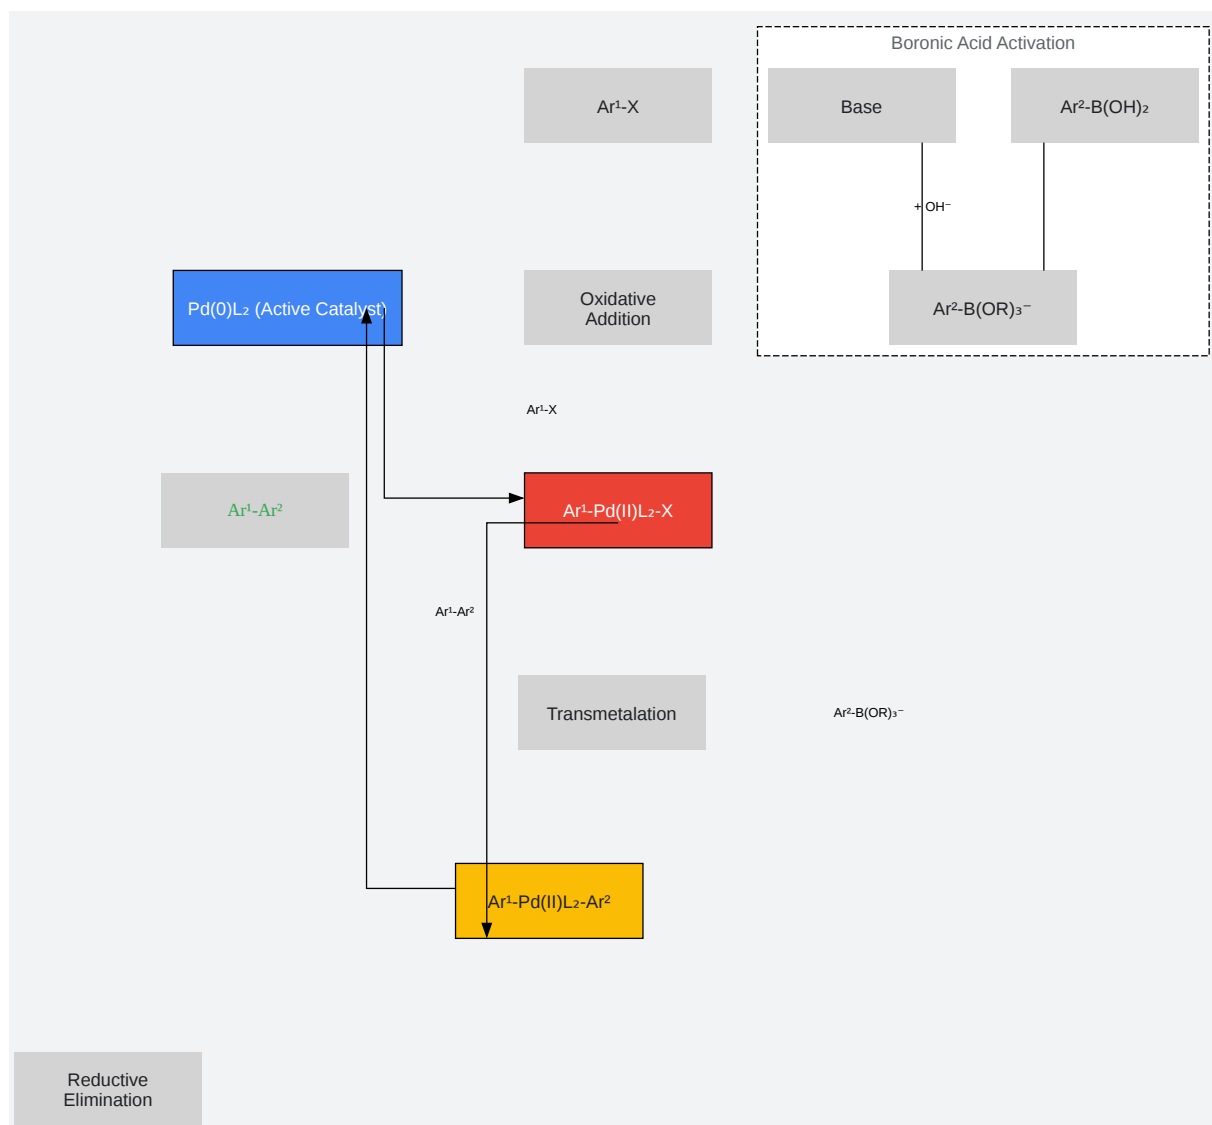 Boronic Acid Activation
Ar¹-X
Base
Ar²-B(OH)₂
+ OH⁻
Pd(0)L₂ (Active Catalyst)
Oxidative
Addition
Ar²-B(OR)₃⁻
Ar¹-X
Ar¹-Ar²
Ar¹-Pd(II)L₂-X
Ar¹-Ar²
Transmetalation
Ar²-B(OR)₃⁻
Ar¹-Pd(II)L₂-Ar²
Reductive
Elimination